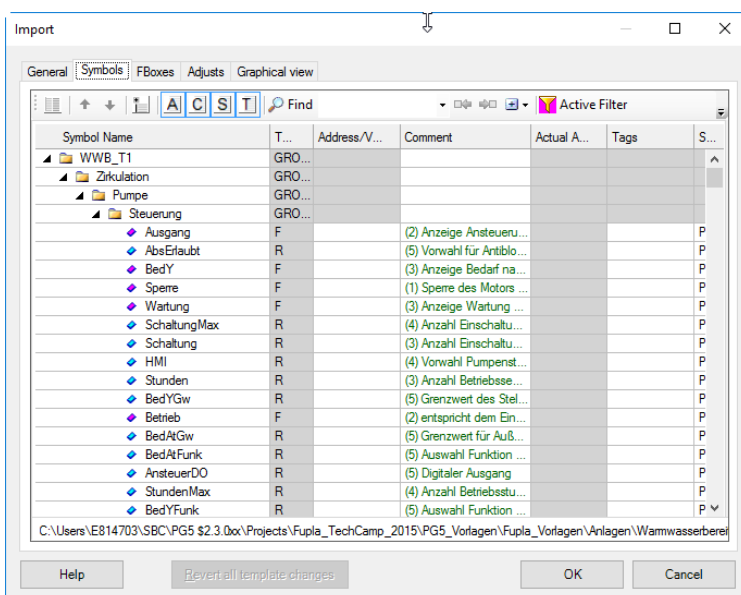 Import
General Symbols FBoxes Adjusts Graphical view
A C S T Find Active Filter
Symbol Name T... Address/V... Comment Actual A... Tags S...
WWB_T1 GRO...
Zirkulation GRO...
Pumpe GRO...
Steuerung GRO...
Ausgang F (2) Anzeige Ansteueru... P
AbsErlaubt R (5) Vorwahl für Antiblo... P
BedY F (3) Anzeige Bedarf na... P
Sperre F (1) Sperre des Motors ... P
Wartung F (3) Anzeige Wartung ... P
SchaltungMax R (4) Anzahl Einschaltu... P
Schaltung R (3) Anzahl Einschaltu... P
HMI R (4) Vorwahl Pumpenst... P
Stunden R (3) Anzahl Betriebsse... P
BedYGw R (5) Grenzwert des Stel... P
Betrieb F (2) entspricht dem Ein... P
BedAtGw R (5) Grenzwert für Auß... P
BedAtFunk R (5) Auswahl Funktion ... P
AnsteuerDO R (5) Digitaler Ausgang P
StundenMax R (4) Anzahl Betriebsstu... P
BedYFunk R (5) Auswahl Funktion ... P
C:\Users\E814703\SBC\PG5 $2.3.0xx\Projects\Fupla_TechCamp_2015\PG5_Vorlagen\Fupla_Vorlagen\Anlagen\Warmwasserberei
Help Revert all template changes OK Cancel